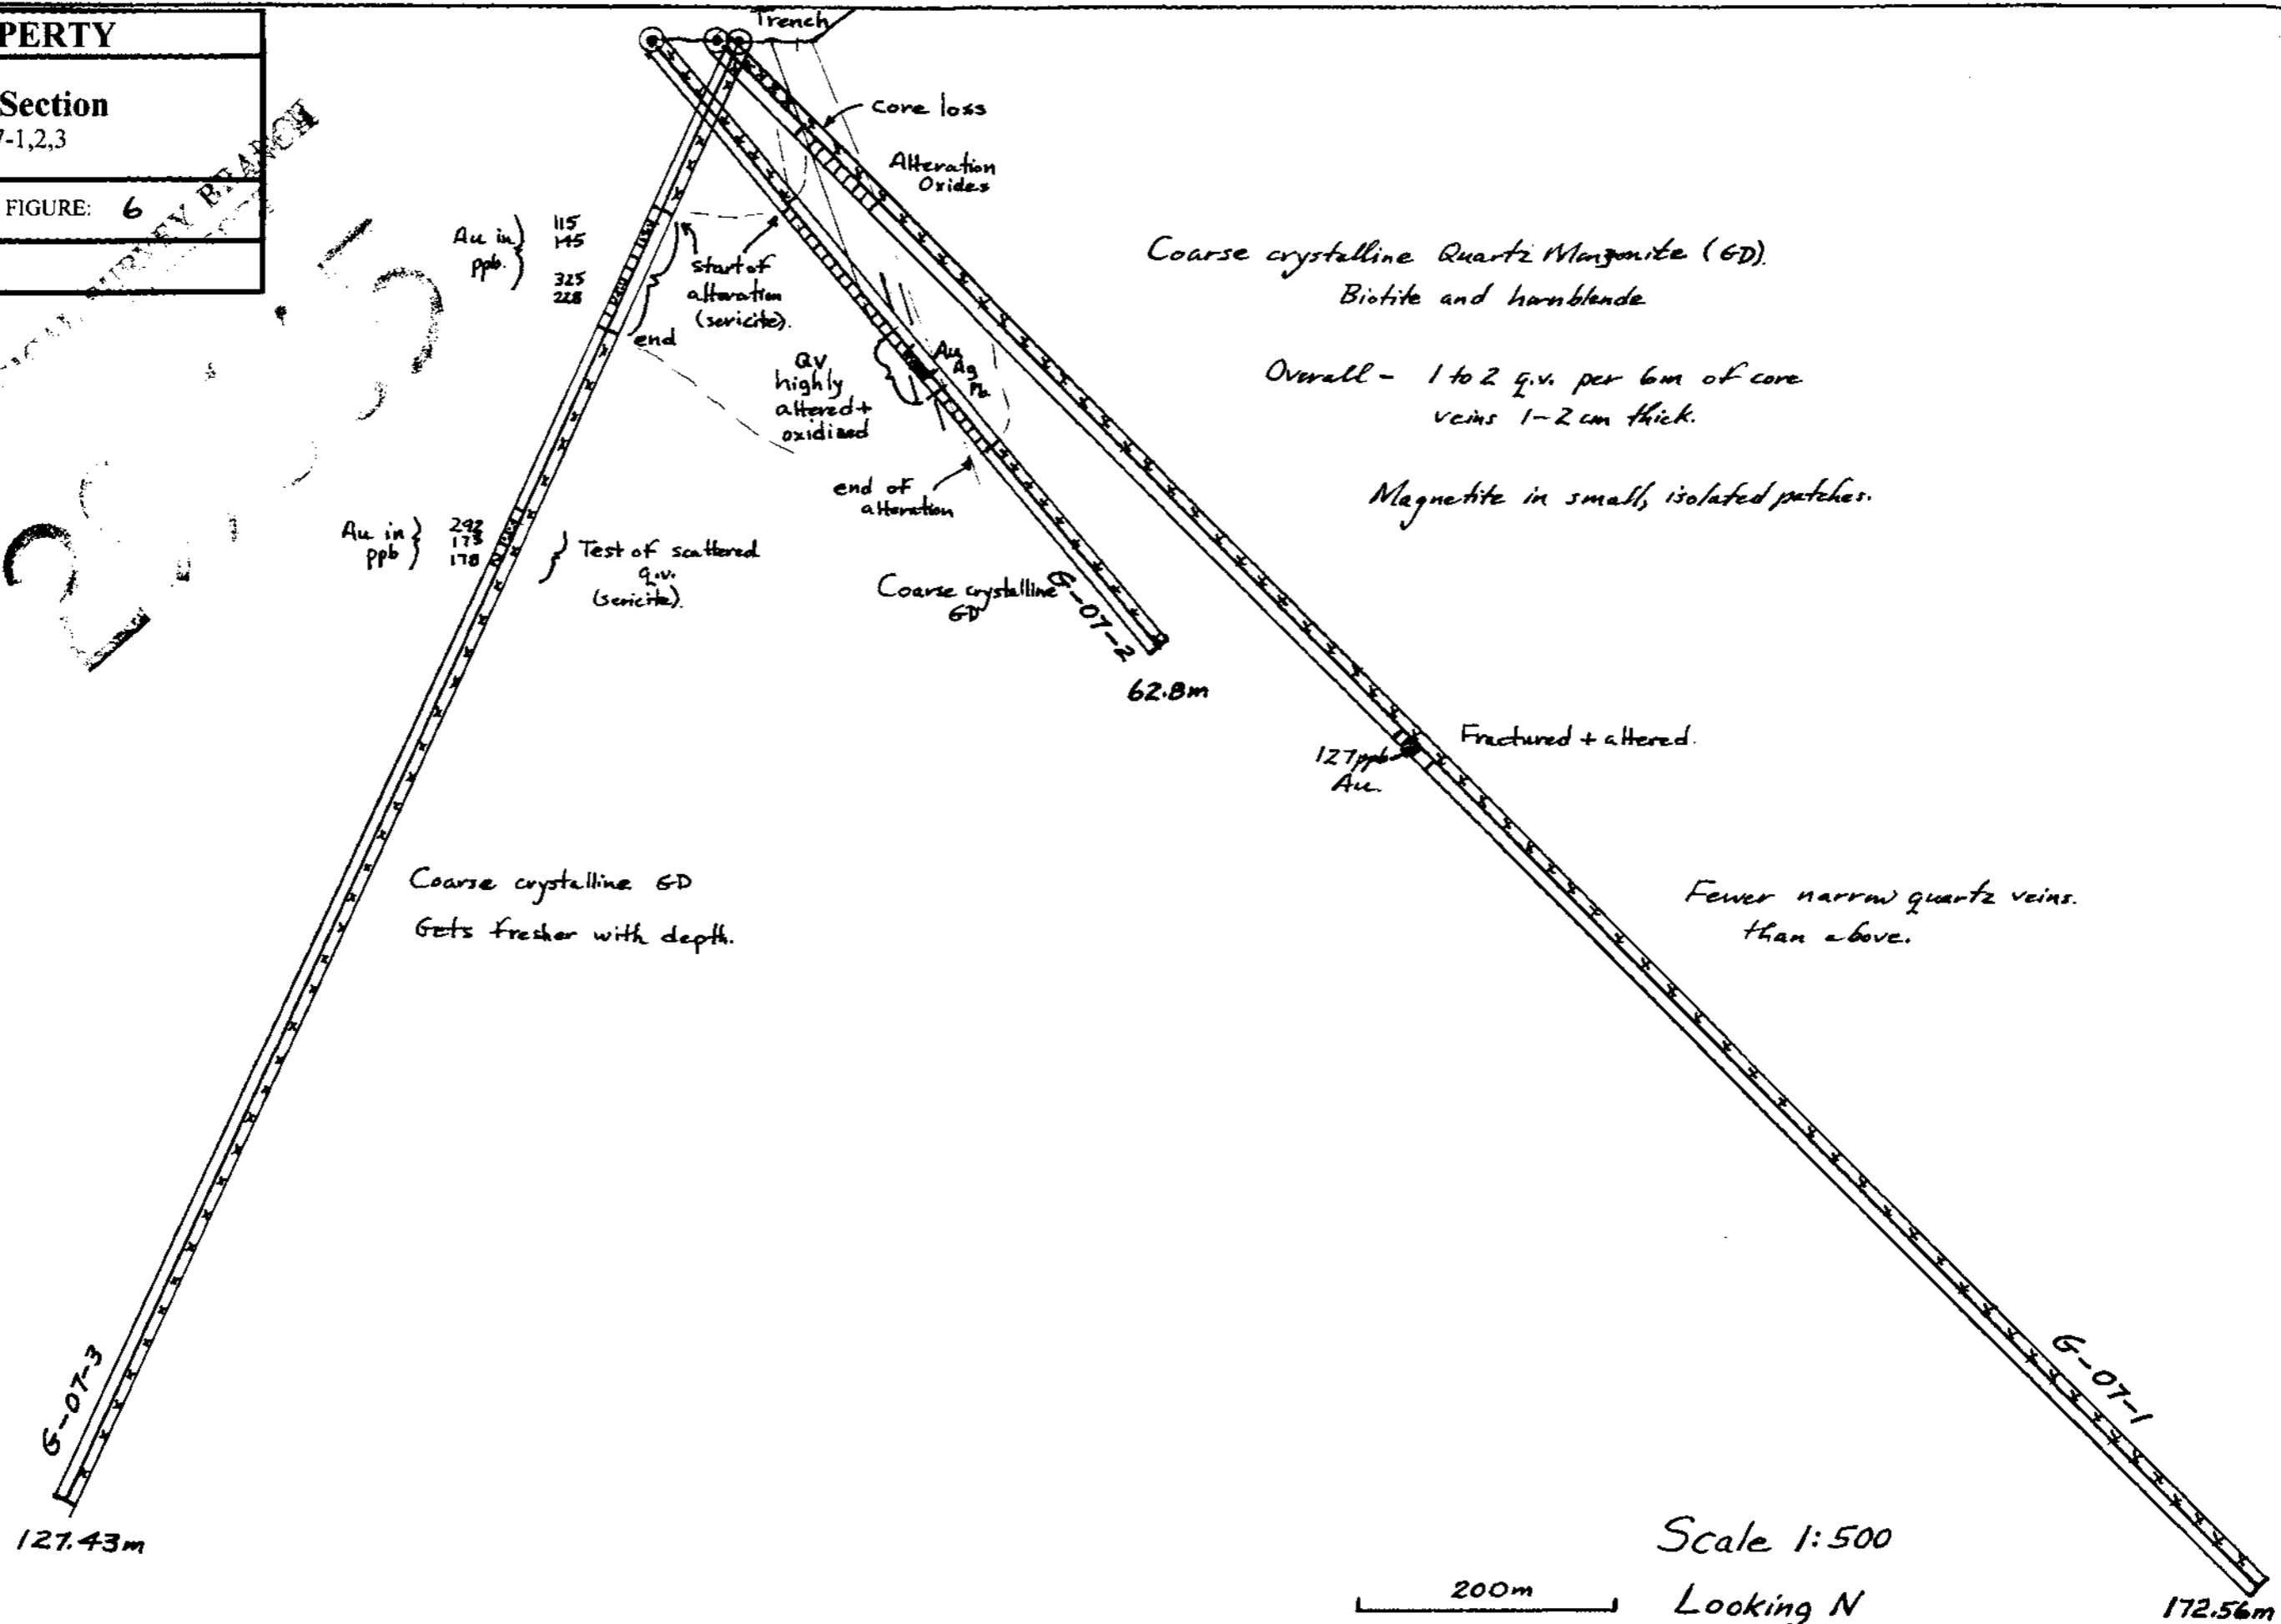 PERTY
Section
7-1,2,3
FIGURE: 6
Trench
core loss
Alteration
Oxides
Au in
ppb.
115
145
325
228
start of
alteration
(sericite).
end
QV
highly
altered +
oxidized
Au
Ag
Pb
end of
alteration
Coarse crystalline Quartz Monzonite (GD).
Biotite and hornblende
Overall - 1 to 2 q.v. per 6m of core
veins 1-2 cm thick.
Magnetite in small, isolated patches.
Au in
ppb
292
173
178
Test of scattered
q.v.
(sericite).
Coarse crystalline
GD
G-07-2
62.8m
127ppb
Au.
Fractured + altered.
Coarse crystalline GD
Gets fresher with depth.
Fewer narrow quartz veins.
than above.
G-07-3
127.43m
G-07-1
172.56m
Scale 1:500
200m
Looking N